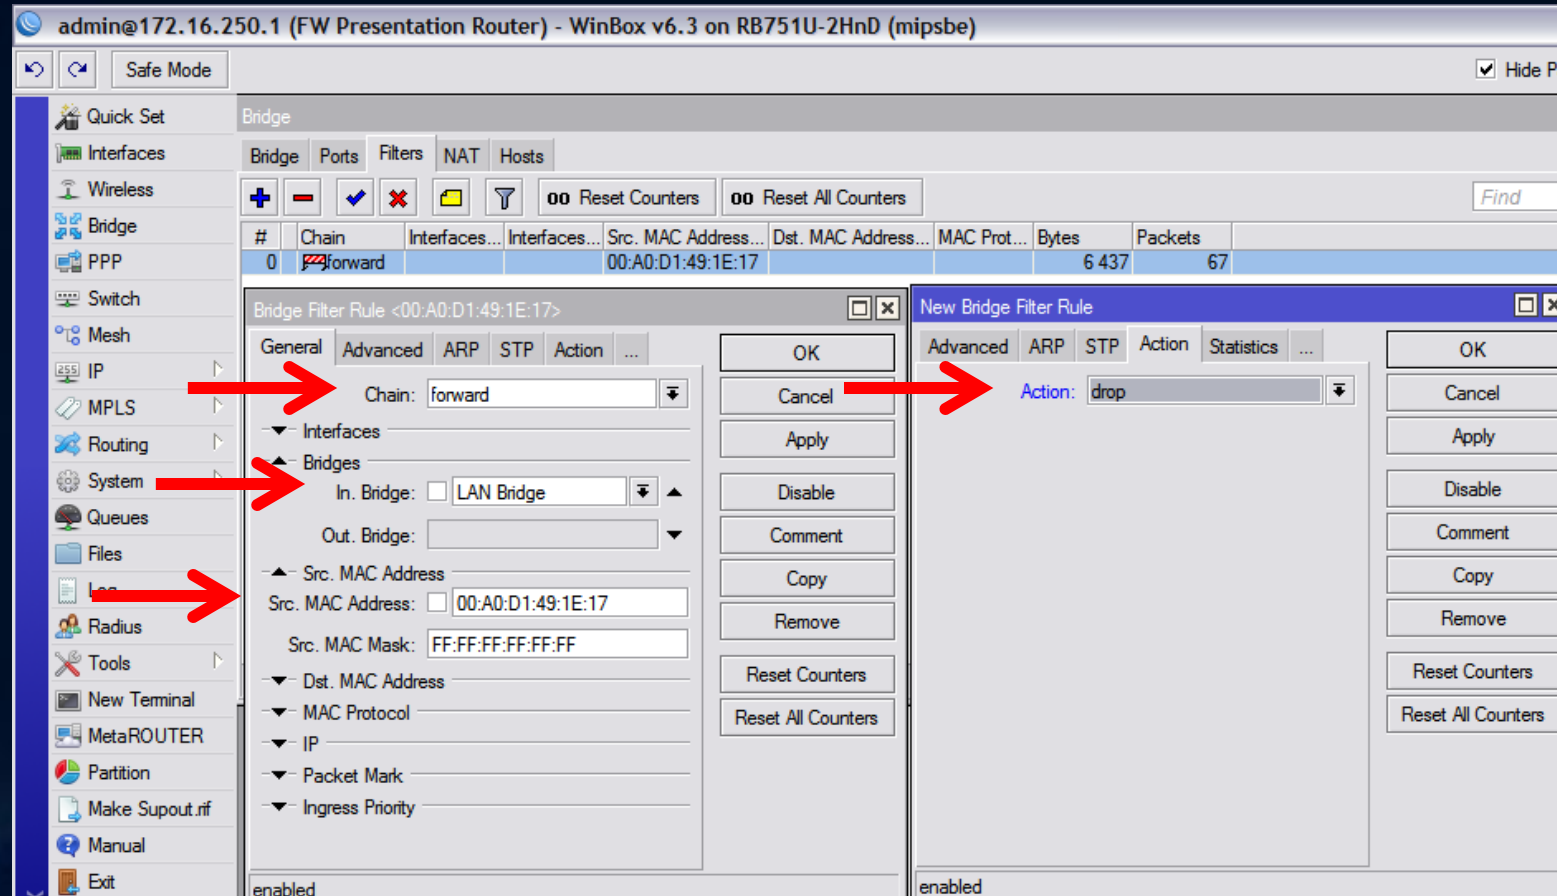 admin@172.16.250.1 (FW Presentation Router) - WinBox v6.3 on RB751U-2HnD (mipsbe)
Safe Mode
Hide P
Quick Set
Interfaces
Wireless
Bridge
PPP
Switch
Mesh
IP
MPLS
Routing
System
Queues
Files
Radius
Tools
New Terminal
MetaROUTER
Partition
Make Supout.rif
Manual
Exit
Bridge
Bridge Ports Filters NAT Hosts
00 Reset Counters 00 Reset All Counters Find
# Chain Interfaces... Interfaces... Src. MAC Address... Dst. MAC Address... MAC Prot... Bytes Packets
0 forward 00:A0:D1:49:1E:17 6 437 67
Bridge Filter Rule <00:A0:D1:49:1E:17>
General Advanced ARP STP Action ...
Chain: forward
Interfaces
Bridges
In. Bridge: LAN Bridge
Out. Bridge:
Src. MAC Address
Src. MAC Address: 00:A0:D1:49:1E:17
Src. MAC Mask: FF:FF:FF:FF:FF:FF
Dst. MAC Address
MAC Protocol
IP
Packet Mark
Ingress Priority
enabled
OK
Cancel
Apply
Disable
Comment
Copy
Remove
Reset Counters
Reset All Counters
New Bridge Filter Rule
Advanced ARP STP Action Statistics ...
Action: drop
enabled
OK
Cancel
Apply
Disable
Comment
Copy
Remove
Reset Counters
Reset All Counters